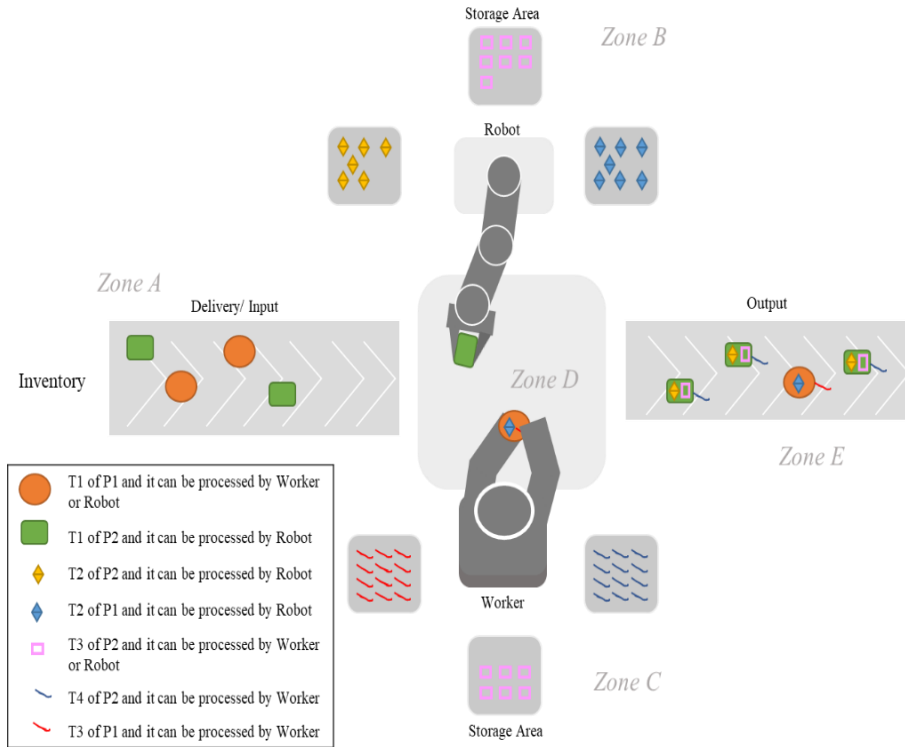 Storage Area
Zone B
Robot
Zone A
Delivery/ Input
Output
Inventory
Zone D
Zone E
T1 of P1 and it can be processed by Worker
or Robot
T1 of P2 and it can be processed by Robot
T2 of P2 and it can be processed by Robot
T2 of P1 and it can be processed by Robot
T3 of P2 and it can be processed by Worker
or Robot
T4 of P2 and it can be processed by Worker
T3 of P1 and it can be processed by Worker
Worker
Zone C
Storage Area